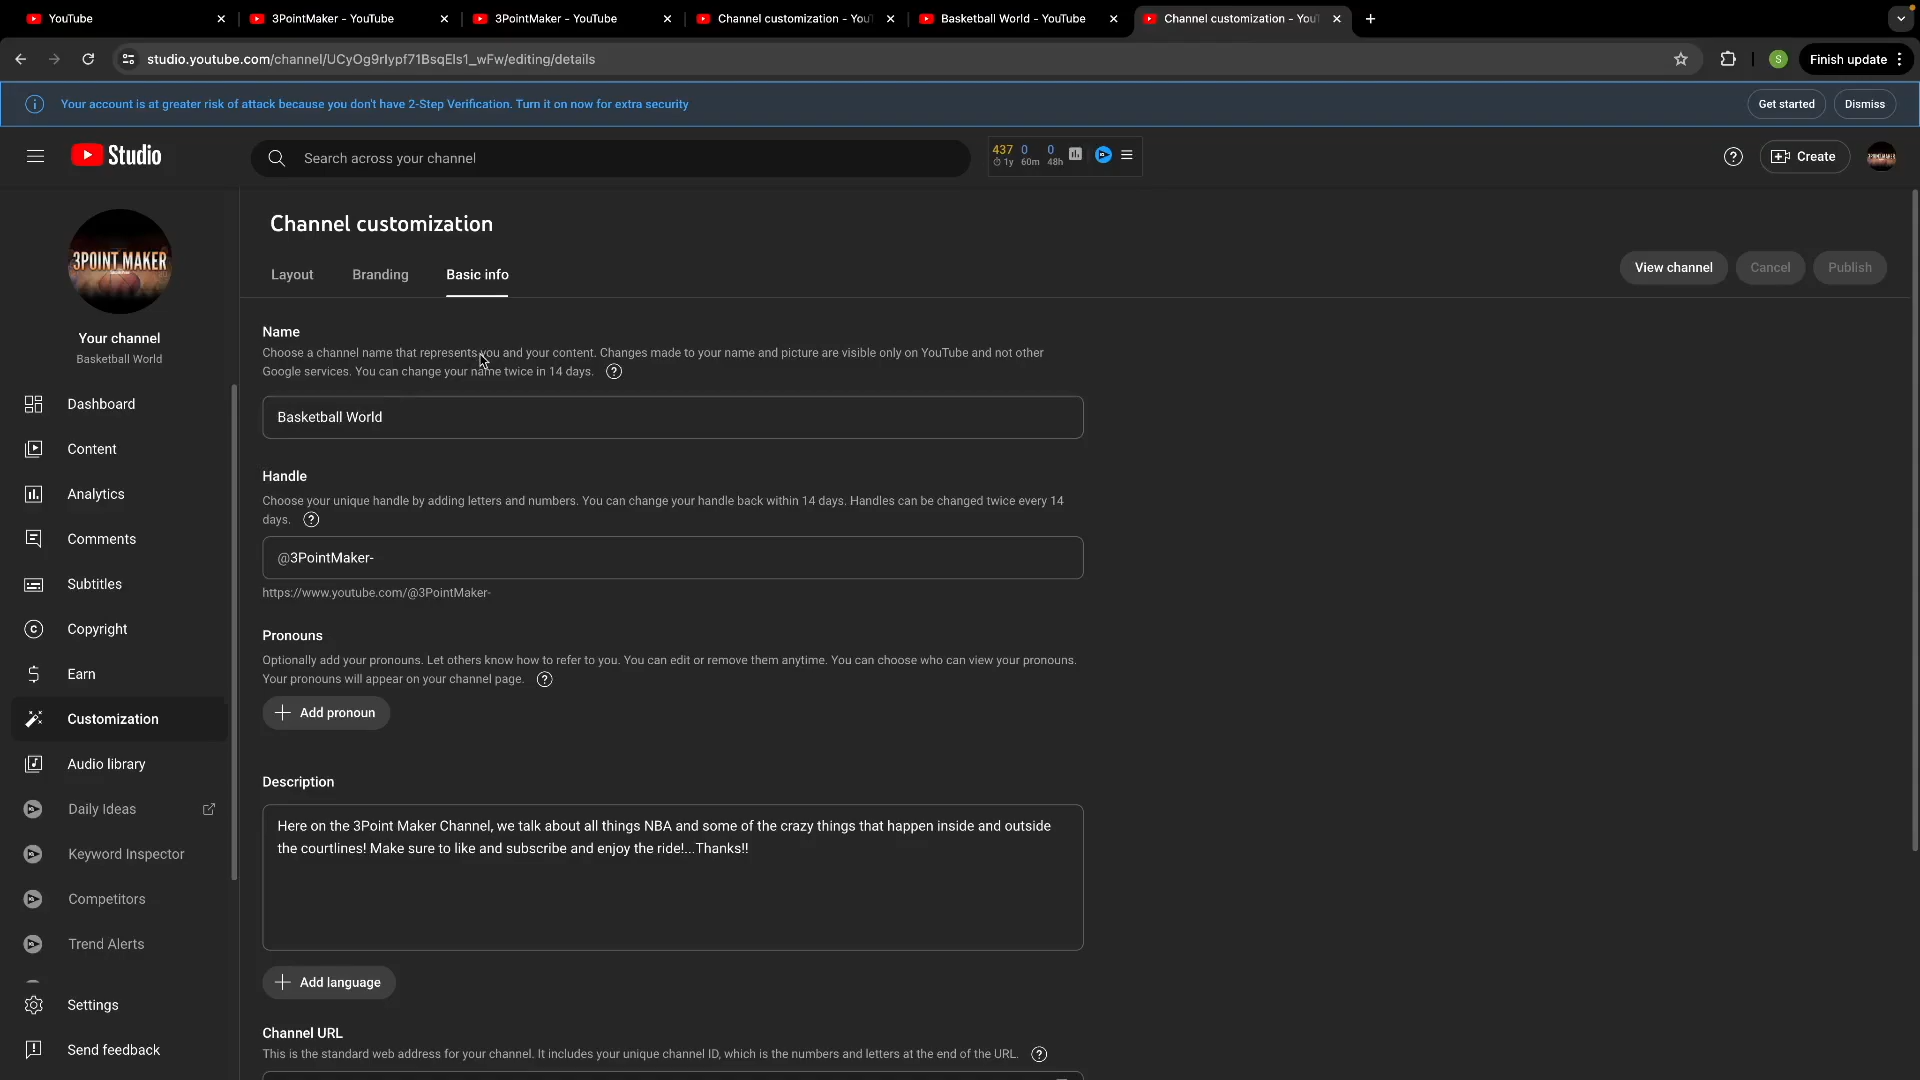 YouTube
3PointMaker - YouTube
3PointMaker - YouTube
Channel customization - You
Basketball World - YouTube
Channel customization - You
studio.youtube.com/channel/UCyOg9rIypf71BsqEls1_wFw/editing/details
S
Finish update
Your account is at greater risk of attack because you don't have 2-Step Verification. Turn it on now for extra security
Get started
Dismiss
Studio
Search across your channel
437 0 0
1y 60m 48h
Create
3POINT MAKER
Your channel
Basketball World
Dashboard
Content
Analytics
Comments
Subtitles
Copyright
Earn
Customization
Audio library
Daily Ideas
Keyword Inspector
Competitors
Trend Alerts
Settings
Send feedback
Channel customization
Layout
Branding
Basic info
View channel
Cancel
Publish
Name
Choose a channel name that represents you and your content. Changes made to your name and picture are visible only on YouTube and not other
Google services. You can change your name twice in 14 days.
Basketball World
Handle
Choose your unique handle by adding letters and numbers. You can change your handle back within 14 days. Handles can be changed twice every 14
days.
@3PointMaker-
https://www.youtube.com/@3PointMaker-
Pronouns
Optionally add your pronouns. Let others know how to refer to you. You can edit or remove them anytime. You can choose who can view your pronouns.
Your pronouns will appear on your channel page.
Add pronoun
Description
Here on the 3Point Maker Channel, we talk about all things NBA and some of the crazy things that happen inside and outside
the courtlines! Make sure to like and subscribe and enjoy the ride!...Thanks!!
Add language
Channel URL
This is the standard web address for your channel. It includes your unique channel ID, which is the numbers and letters at the end of the URL.